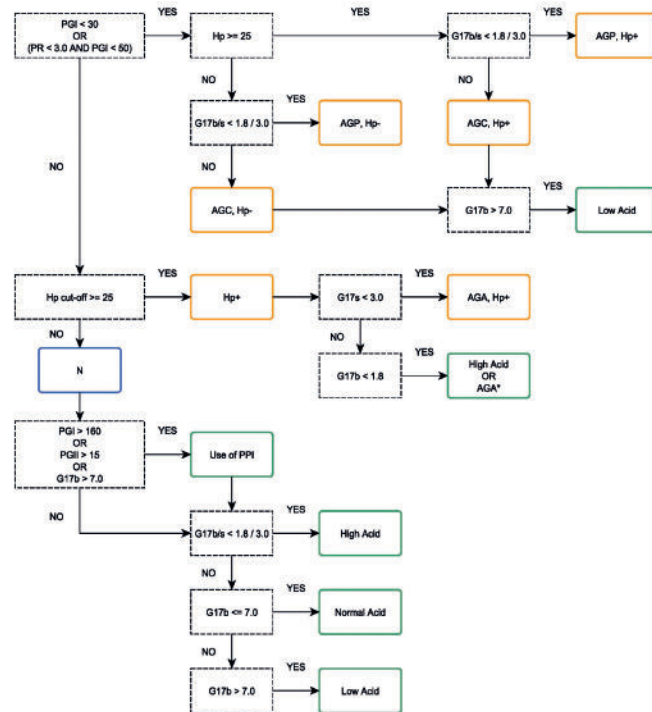 PGI < 30
OR
(PR < 3.0 AND PGI < 50)
YES
Hp >= 25
YES
G17b/s < 1.8 / 3.0
YES
AGP, Hp+
NO
NO
G17b/s < 1.8 / 3.0
YES
AGP, Hp-
AGC, Hp+
NO
NO
AGC, Hp-
G17b > 7.0
YES
Low Acid
Hp cut-off >= 25
YES
Hp+
G17s < 3.0
YES
AGA, Hp+
NO
NO
N
G17b < 1.8
YES
High Acid
OR
AGA*
PGI > 160
OR
PGII > 15
OR
G17b > 7.0
YES
Use of PPI
NO
G17b/s < 1.8 / 3.0
YES
High Acid
NO
G17b <= 7.0
YES
Normal Acid
NO
G17b > 7.0
YES
Low Acid